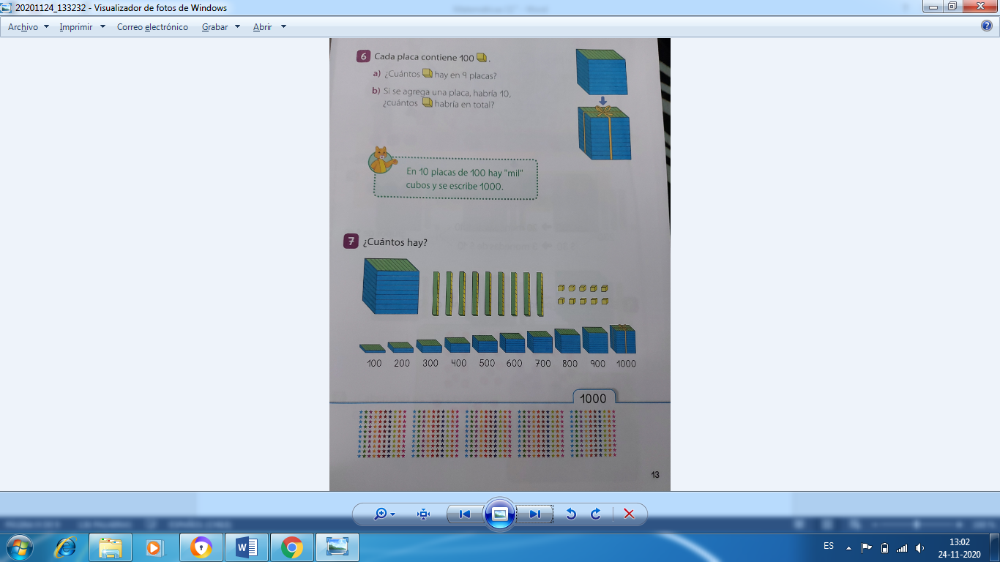 20201124_133232 - Visualizador de fotos de Windows
Archivo Imprimir Correo electrónico Grabar Abrir
6 Cada placa contiene 100 .
a) ¿Cuántos hay en 9 placas?
b) Si se agrega una placa, habría 10,
¿cuántos habría en total?
En 10 placas de 100 hay "mil"
cubos y se escribe 1000.
7 ¿Cuántos hay?
100 200 300 400 500 600 700 800 900 1000
1000
13
ES
13:02
24-11-2020